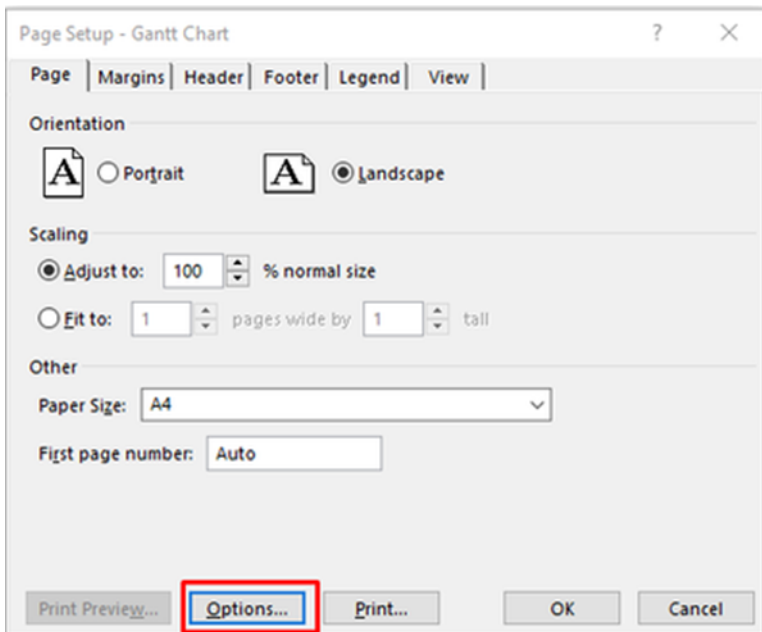 Page Setup - Gantt Chart ? ×
Page Margins Header Footer Legend View
Orientation
A Portrait A Landscape
Scaling
Adjust to: 100 % normal size
Fit to: 1 pages wide by 1 tall
Other
Paper Size: A4
First page number: Auto
Print Preview... Options... Print... OK Cancel